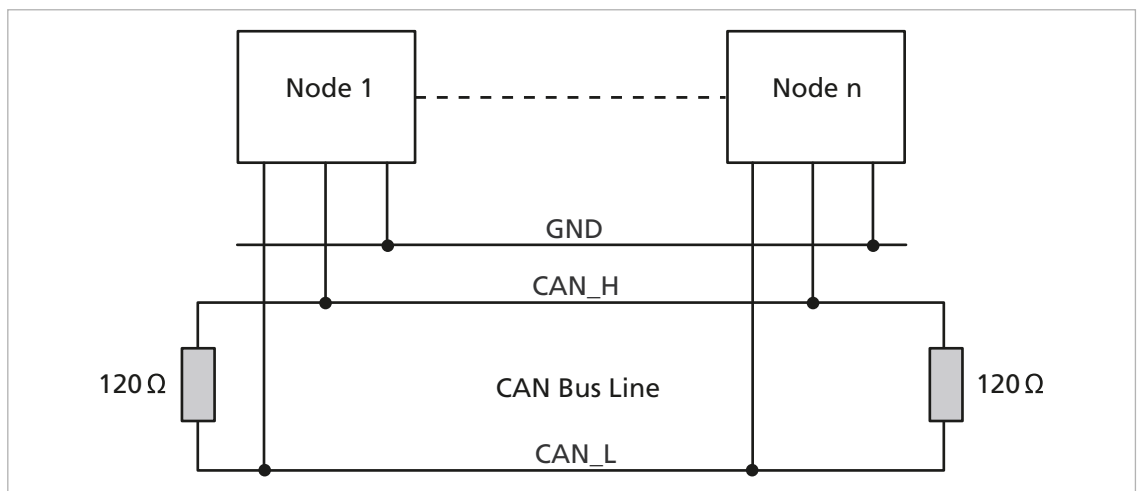 Node 1
Node n
GND
CAN_H
120 Ω
CAN Bus Line
120 Ω
CAN_L